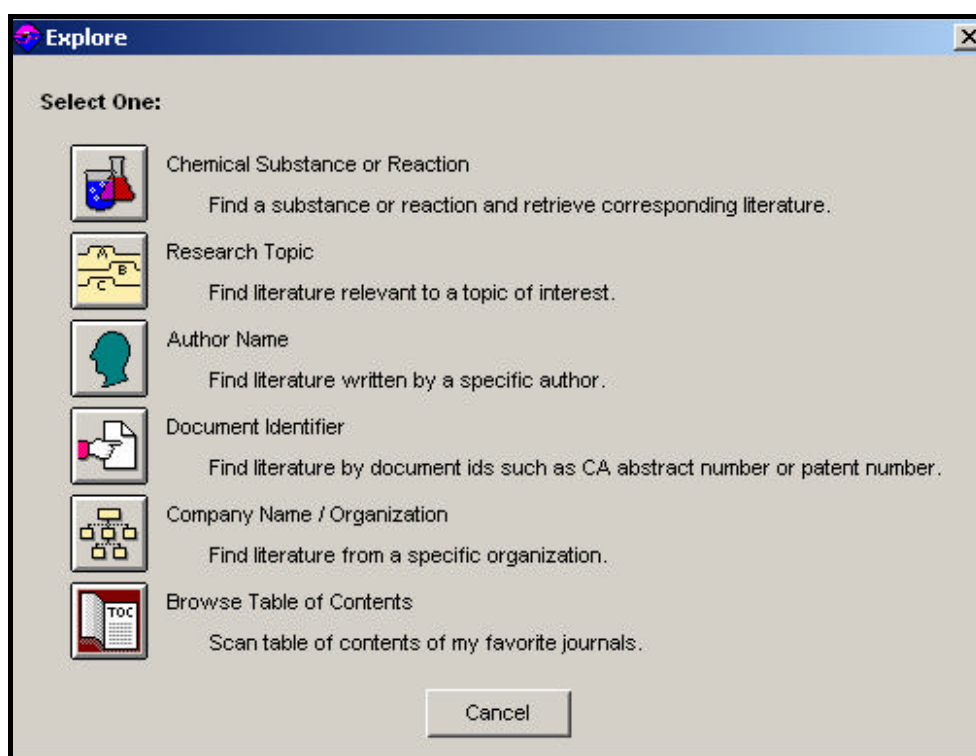 Explore
Select One:
Chemical Substance or Reaction
Find a substance or reaction and retrieve corresponding literature.
A
B
C
Research Topic
Find literature relevant to a topic of interest.
Author Name
Find literature written by a specific author.
Document Identifier
Find literature by document ids such as CA abstract number or patent number.
Company Name / Organization
Find literature from a specific organization.
TOC
Browse Table of Contents
Scan table of contents of my favorite journals.
Cancel